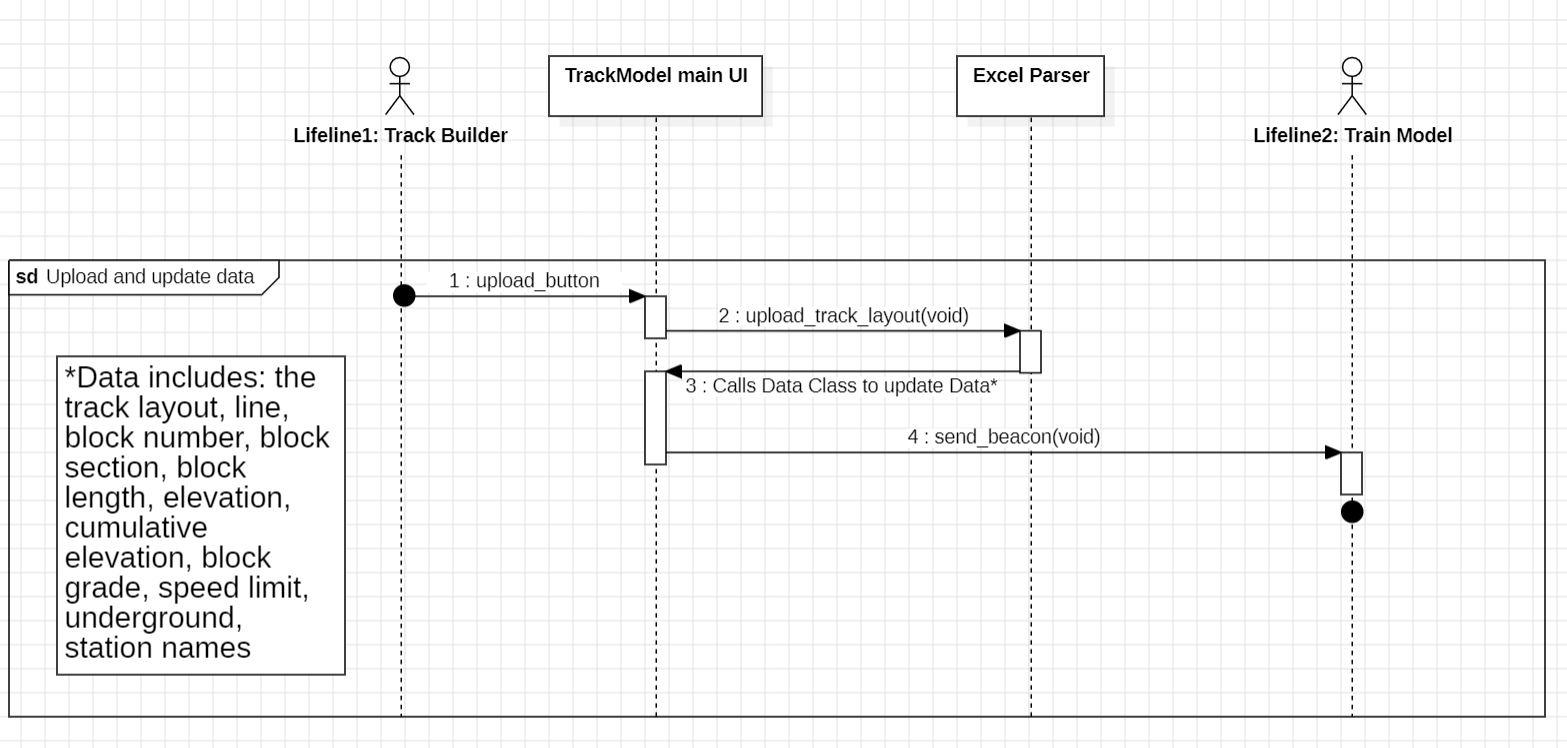 TrackModel main UI
Excel Parser
Lifeline1: Track Builder
Lifeline2: Train Model
sd Upload and update data
1 : upload_button
2 : upload_track_layout(void)
3 : Calls Data Class to update Data*
4 : send_beacon(void)
*Data includes: the
track layout, line,
block number, block
section, block
length, elevation,
cumulative
elevation, block
grade, speed limit,
underground,
station names